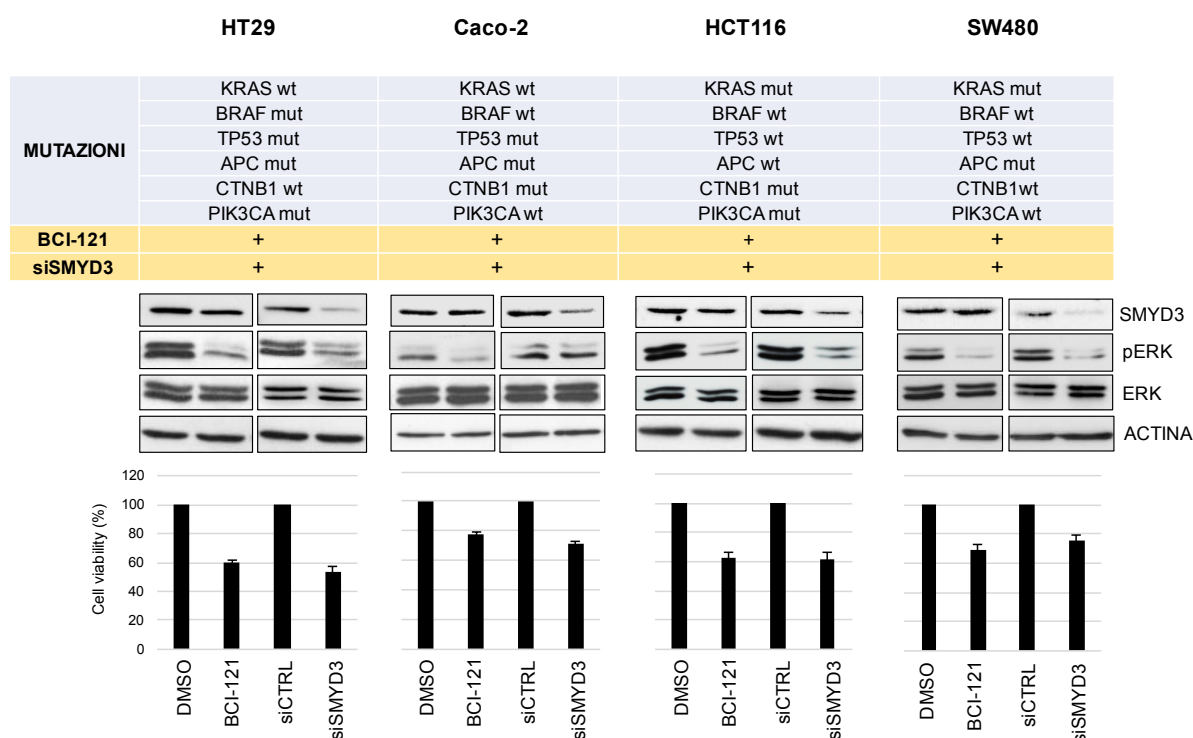 HT29 Caco-2 HCT116 SW480
MUTAZIONI
KRAS wt KRAS wt KRAS mut KRAS mut
BRAF mut BRAF wt BRAF wt BRAF wt
TP53 mut TP53 mut TP53 wt TP53 wt
APC mut APC mut APC wt APC mut
CTNB1 wt CTNB1 mut CTNB1 mut CTNB1wt
PIK3CA mut PIK3CA wt PIK3CA mut PIK3CA wt
BCI-121 + + + +
siSMYD3 + + + +
SMYD3
pERK
ERK
ACTINA
Cell viability (%)
120
100
80
60
40
20
0
DMSO BCI-121 siCTRL siSMYD3 DMSO BCI-121 siCTRL siSMYD3 DMSO BCI-121 siCTRL siSMYD3 DMSO BCI-121 siCTRL siSMYD3